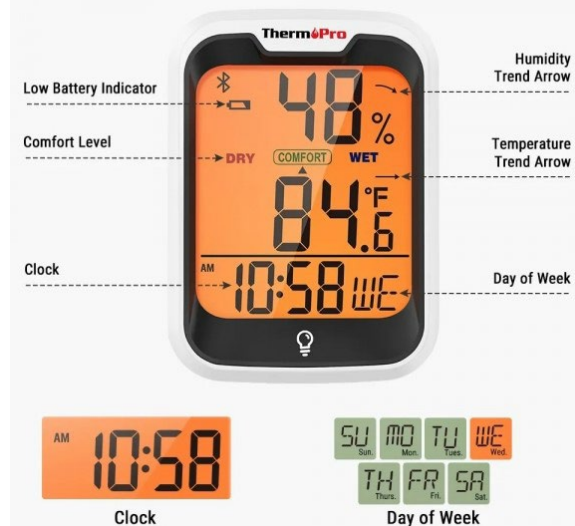 ThermoPro
Low Battery Indicator
Humidity
Trend Arrow
48%
Comfort Level
DRY COMFORT WET
Temperature
Trend Arrow
84.6°F
Clock
AM 10:58 WE
Day of Week
AM 10:58
Clock
SU Sun.
MO Mon.
TU Tues.
WE Wed.
TH Thurs.
FR Fri.
SA Sat.
Day of Week